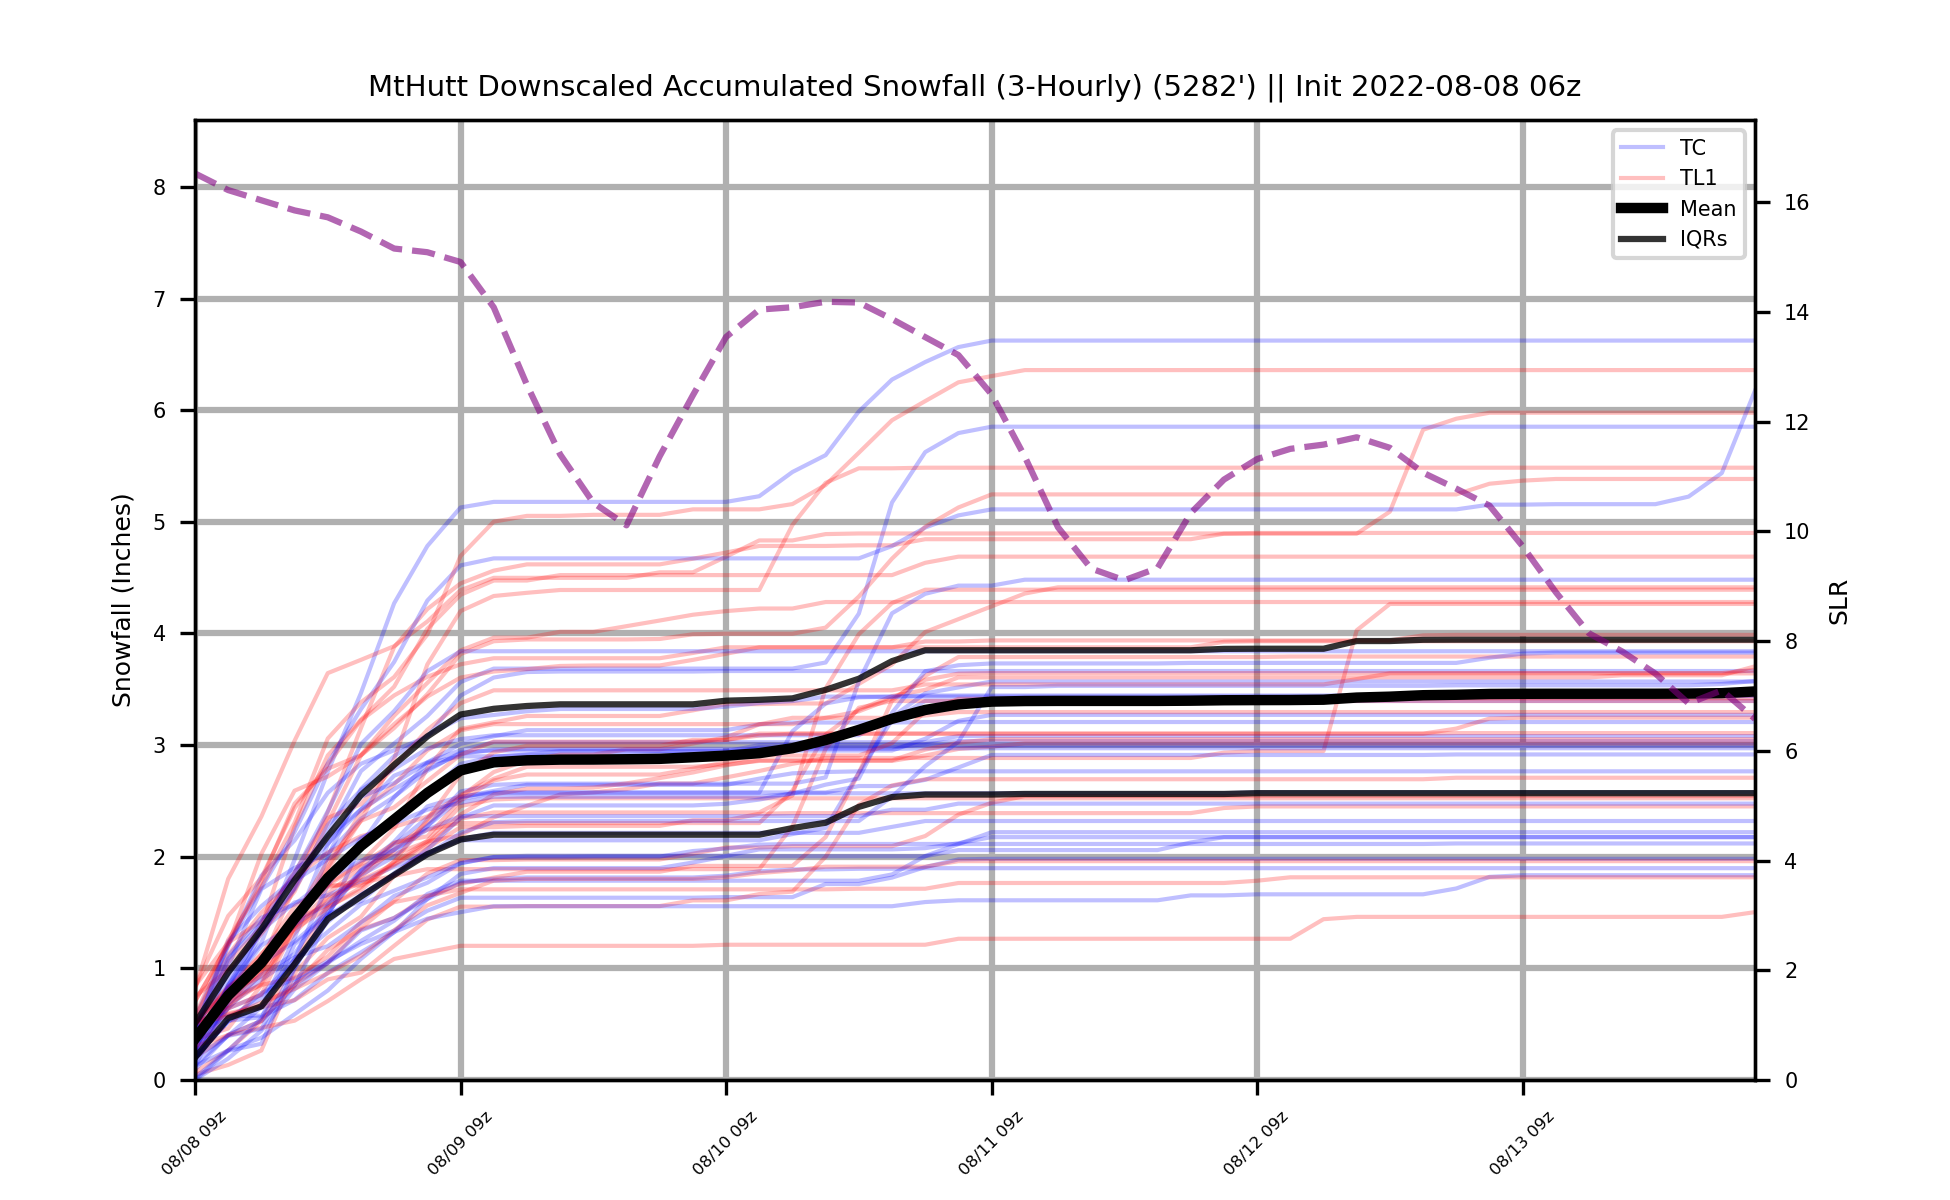 MtHutt Downscaled Accumulated Snowfall (3-Hourly) (5282') || Init 2022-08-08 06z
TC
TL1
Mean
IQRs
Snowfall (Inches)
8
7
6
5
4
3
2
1
0
16
14
12
10
8
6
4
2
0
SLR
08/08 09z
08/09 09z
08/10 09z
08/11 09z
08/12 09z
08/13 09z